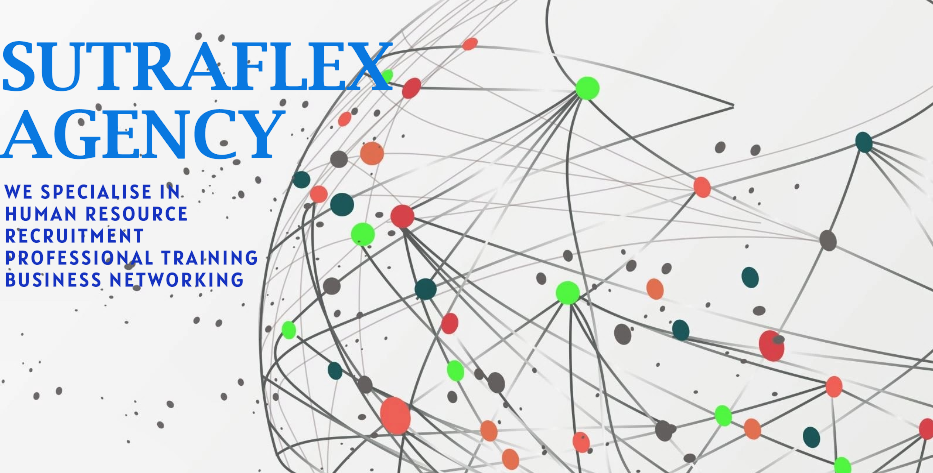 SUTRAFLEX
AGENCY
WE SPECIALISE IN
HUMAN RESOURCE
RECRUITMENT
PROFESSIONAL TRAINING
BUSINESS NETWORKING